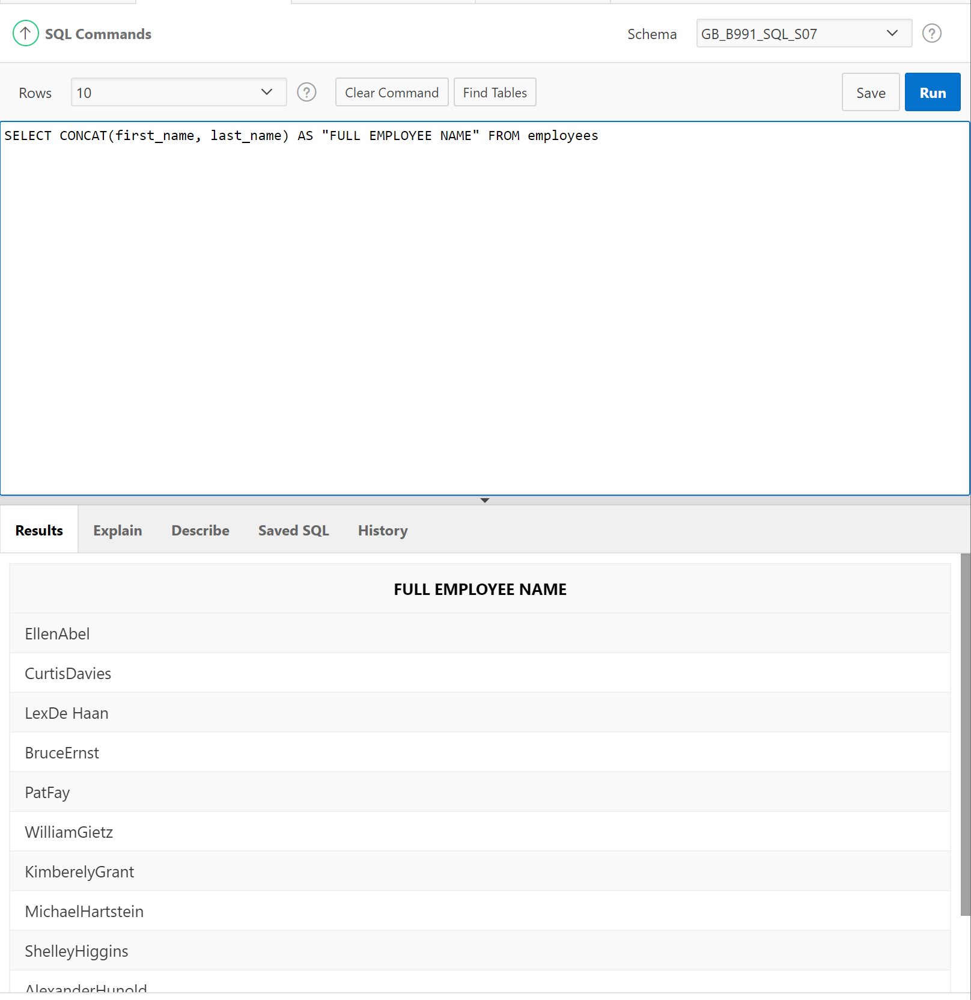 SQL Commands
Schema GB_B991_SQL_S07 ?
Rows 10 ? Clear Command Find Tables Save Run
SELECT CONCAT(first_name, last_name) AS "FULL EMPLOYEE NAME" FROM employees
Results Explain Describe Saved SQL History
FULL EMPLOYEE NAME
EllenAbel
CurtisDavies
LexDe Haan
BruceErnst
PatFay
WilliamGietz
KimberelyGrant
MichaelHartstein
ShelleyHiggins
AlexanderHunold